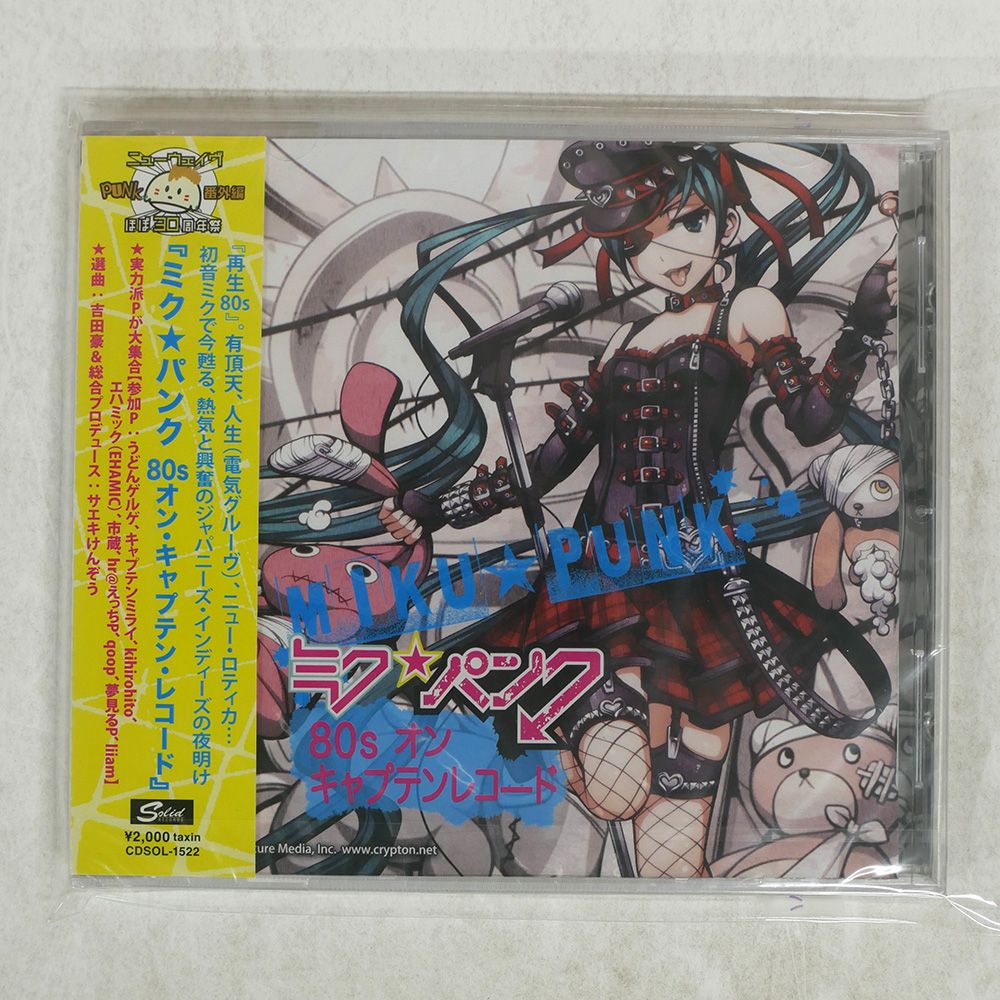 ニューウェイヴ
PUNK 番外編
ほぼ30周年祭
『再生80s』。有頂天、人生(電気グルーヴ)、ニュー・ロティカ…
初音ミクで今甦る、熱気と興奮のジャパニーズ・インディーズの夜明け
『ミク★パンク 80sオン・キャプテン・レコード』
★実力派Pが大集合[参加P：うどんゲルゲ、キャプテンミライ、kihirohito、
エハミック(EHAMIC)、市蔵、hr@えっちP、qoop、夢見るP、liiam]
★選曲：吉田豪&総合プロデュース：サエキけんぞう
Solid
RECORDS
¥2,000 taxin
CDSOL-1522
MIKU★PUNK
ミク★パンク
80s オン
キャプテンレコード
ture Media, Inc. www.crypton.net